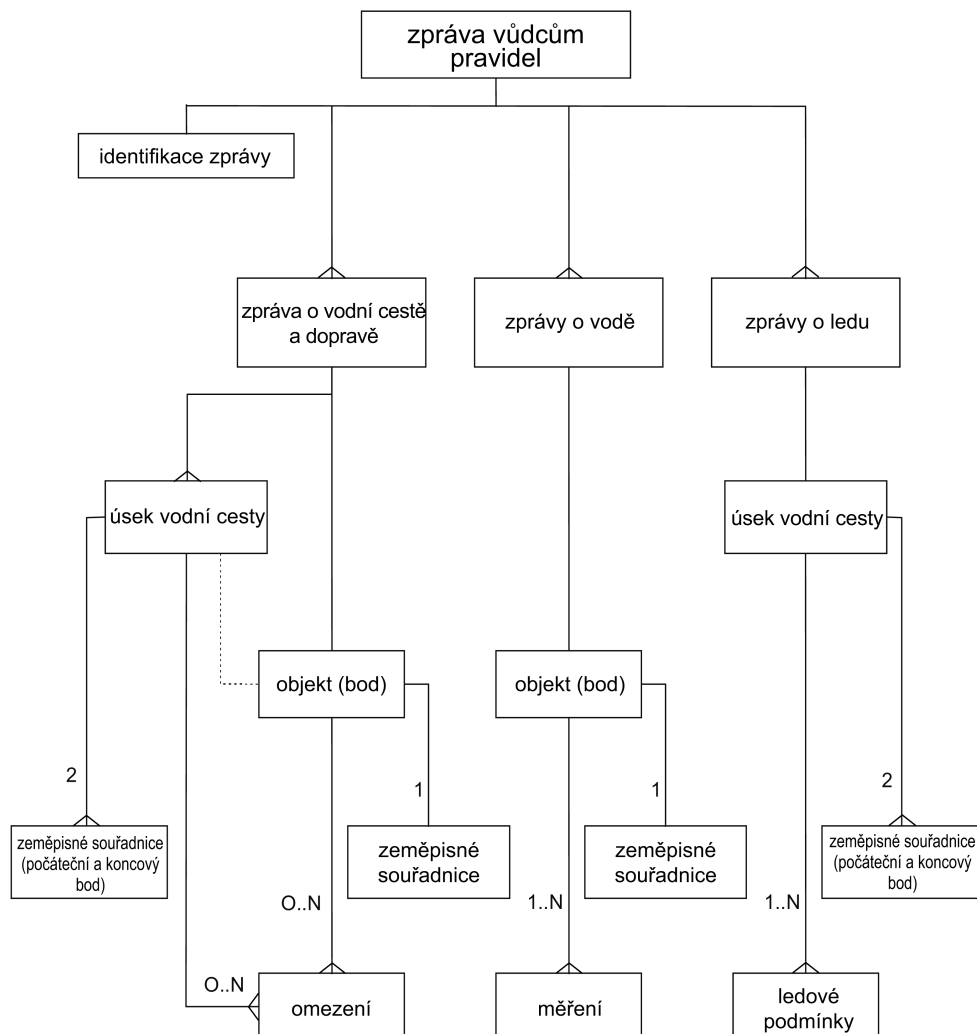 zpráva vůdcům
pravidel
identifikace zprávy
zpráva o vodní cestě
a dopravě
zprávy o vodě
zprávy o ledu
úsek vodní cesty
úsek vodní cesty
objekt (bod)
objekt (bod)
2
1
1
2
zeměpisné souřadnice
(počáteční a koncový
bod)
zeměpisné
souřadnice
zeměpisné
souřadnice
zeměpisné souřadnice
(počáteční a koncový
bod)
O..N
1..N
1..N
O..N
omezení
měření
ledové
podmínky